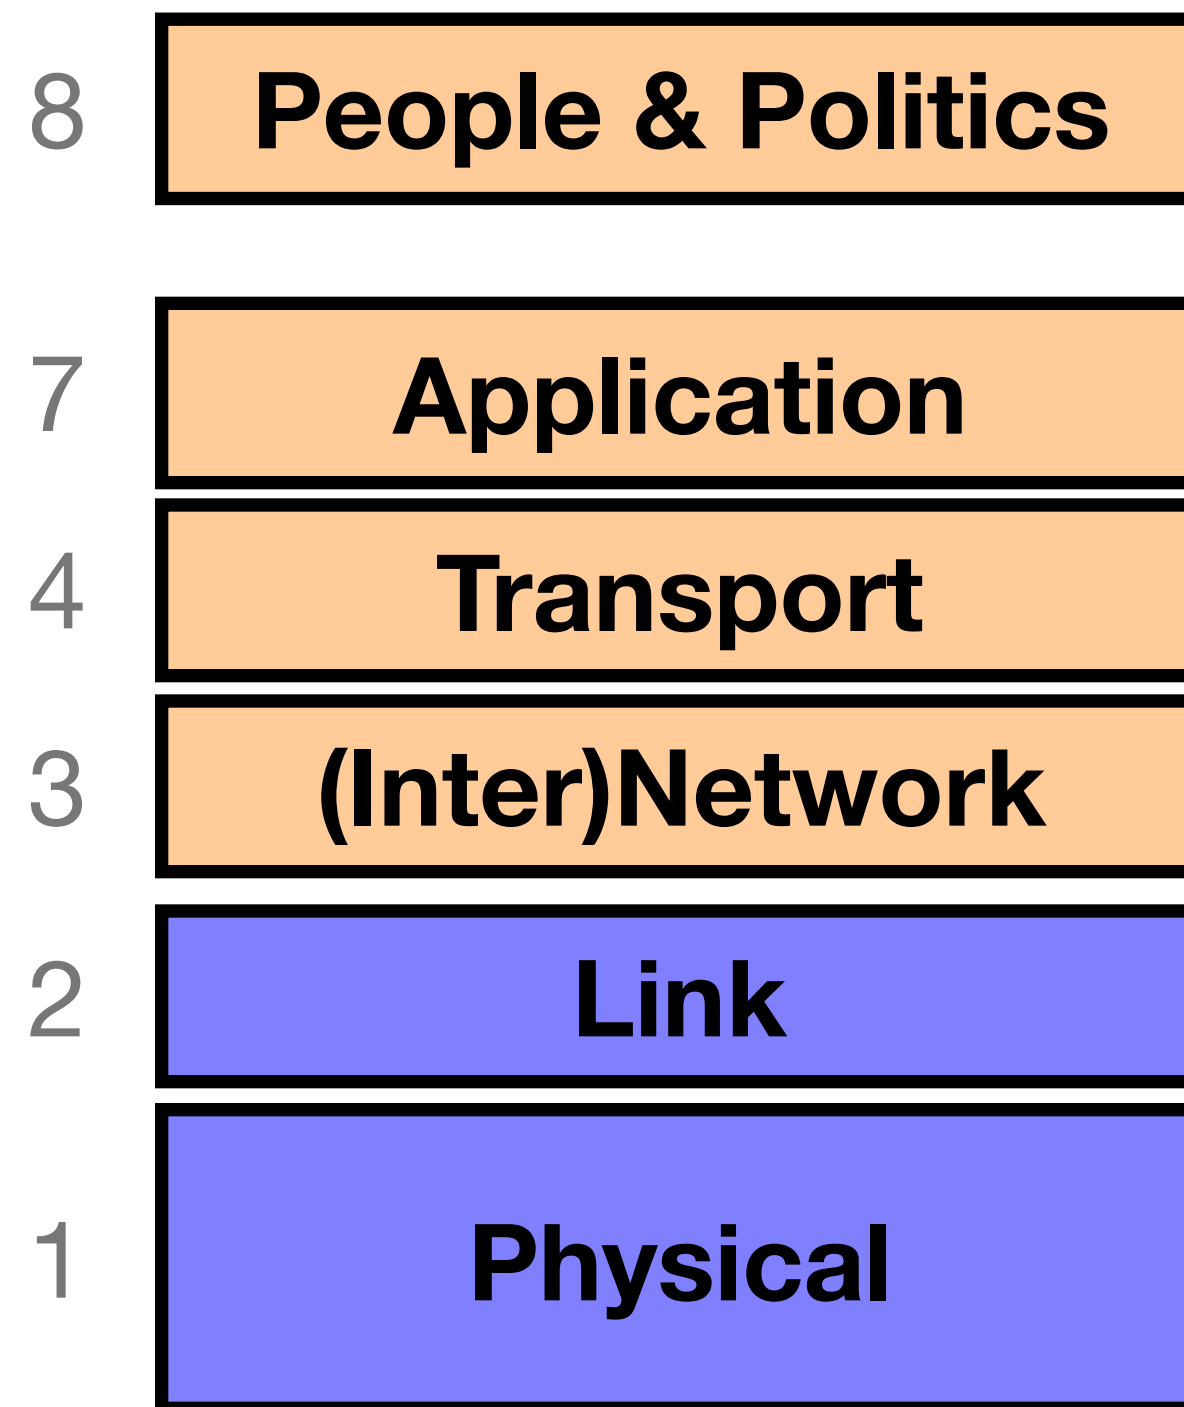 8 People & Politics
7 Application
4 Transport
3 (Inter)Network
2 Link
1 Physical